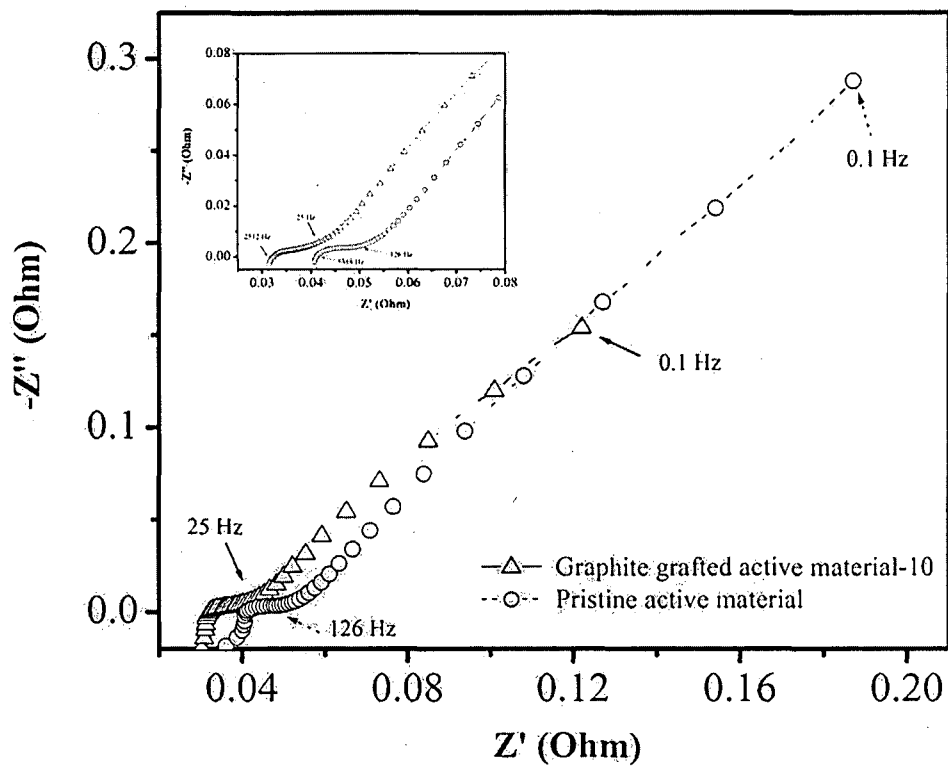 0.3
0.2
0.1
0.0
-Z" (Ohm)
0.04
0.08
0.12
0.16
0.20
Z' (Ohm)
0.1 Hz
0.1 Hz
25 Hz
126 Hz
Graphite grafted active material-10
Pristine active material
0.08
0.06
0.04
0.02
0.00
-Z" (Ohm)
0.03
0.04
0.05
0.06
0.07
0.08
Z' (Ohm)
25 Hz
126 Hz